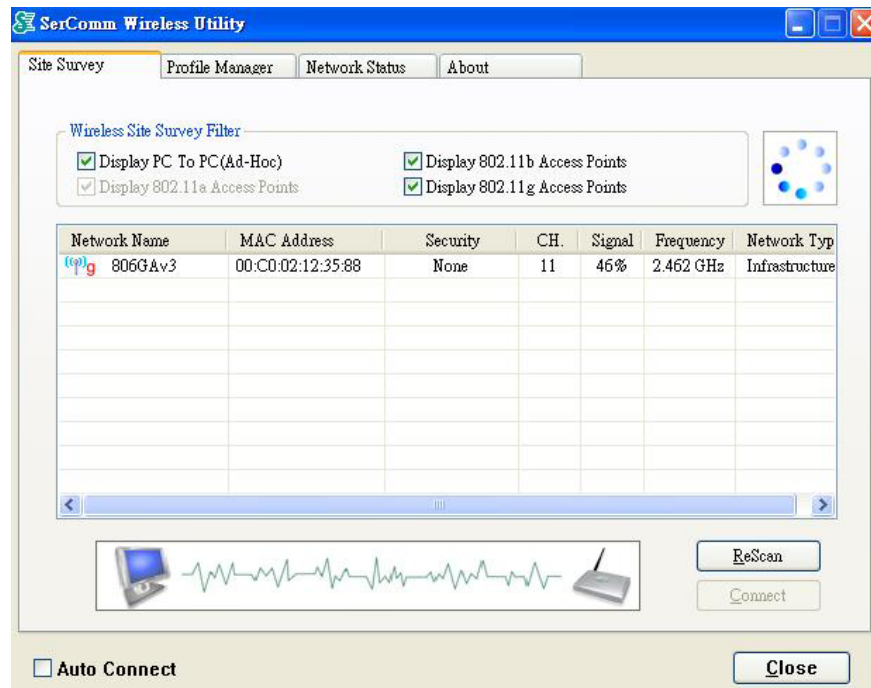 SerComm Wireless Utility
Site Survey Profile Manager Network Status About
Wireless Site Survey Filter
Display PC To PC(Ad-Hoc) Display 802.11b Access Points
Display 802.11a Access Points Display 802.11g Access Points
Network Name MAC Address Security CH. Signal Frequency Network Typ
g 806GAv3 00:C0:02:12:35:88 None 11 46% 2.462 GHz Infrastructure
ReScan
Connect
Auto Connect Close